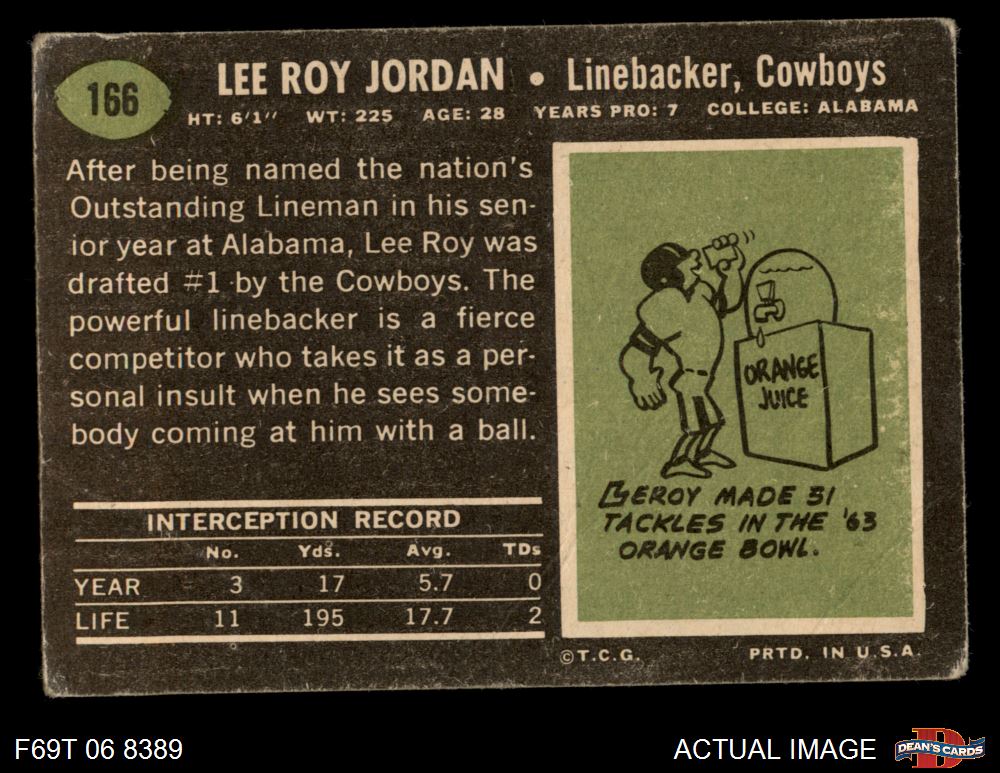 166
LEE ROY JORDAN • Linebacker, Cowboys
HT: 6'1'' WT: 225 AGE: 28 YEARS PRO: 7 COLLEGE: ALABAMA
After being named the nation's
Outstanding Lineman in his sen-
ior year at Alabama, Lee Roy was
drafted #1 by the Cowboys. The
powerful linebacker is a fierce
competitor who takes it as a per-
sonal insult when he sees some-
body coming at him with a ball.
INTERCEPTION RECORD
No. Yds. Avg. TDs
YEAR 3 17 5.7 0
LIFE 11 195 17.7 2
ORANGE
JUICE
LEROY MADE 31
TACKLES IN THE '63
ORANGE BOWL.
©T.C.G. PRTD. IN U.S.A.
F69T 06 8389
ACTUAL IMAGE
D
DEAN'S CARDS